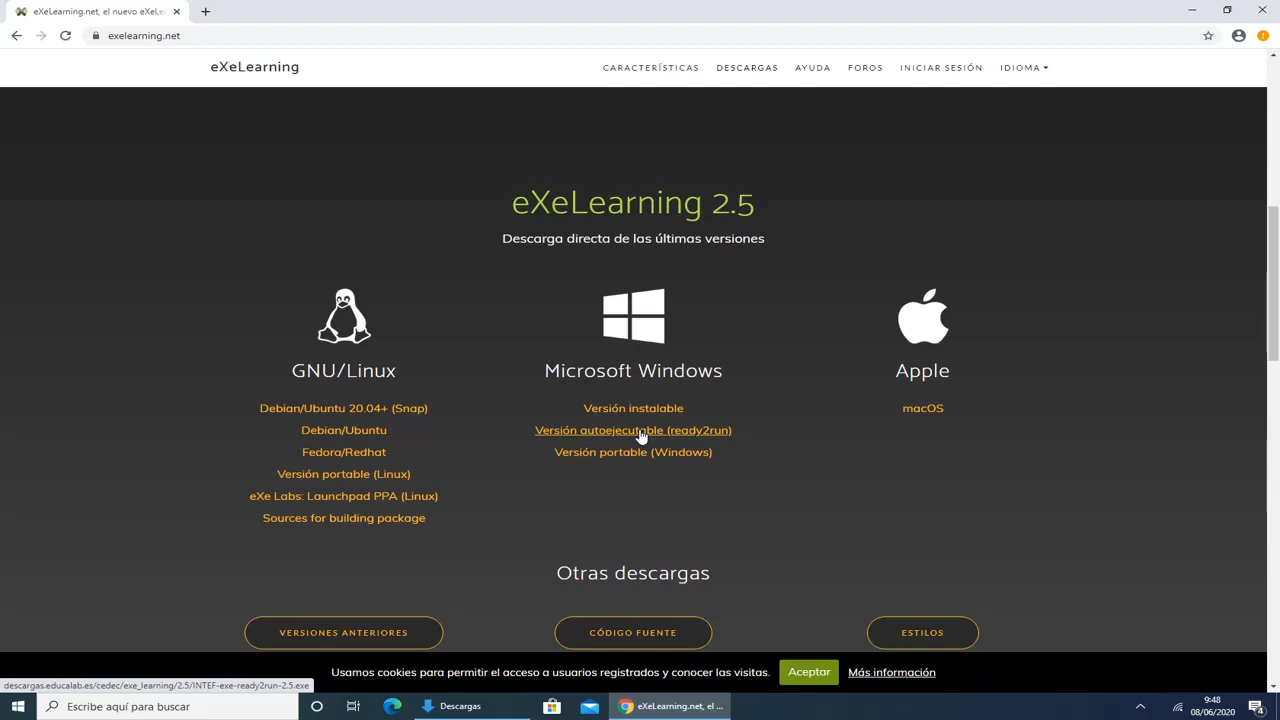 eXeLearning.net, el nuevo eXeLe
exelearning.net
eXeLearning
CARACTERÍSTICAS DESCARGAS AYUDA FOROS INICIAR SESIÓN IDIOMA
eXeLearning 2.5
Descarga directa de las últimas versiones
GNU/Linux
Debian/Ubuntu 20.04+ (Snap)
Debian/Ubuntu
Fedora/Redhat
Versión portable (Linux)
eXe Labs: Launchpad PPA (Linux)
Sources for building package
Microsoft Windows
Versión instalable
Versión autoejecutable (ready2run)
Versión portable (Windows)
Apple
macOS
Otras descargas
VERSIONES ANTERIORES
CÓDIGO FUENTE
ESTILOS
Usamos cookies para permitir el acceso a usuarios registrados y conocer las visitas. Aceptar Más información
descargas.educalab.es/cedec/exe_learning/2.5/INTEF-exe-ready2run-2.5.exe
Escribe aquí para buscar
Descargas
eXeLearning.net, el ...
9:48
08/06/2020
4